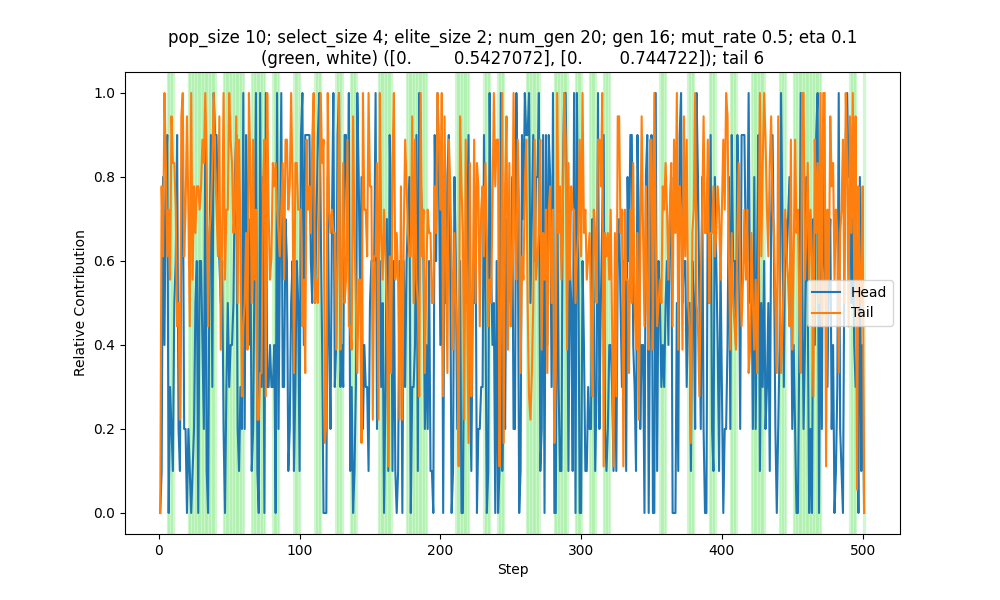 pop_size 10; select_size 4; elite_size 2; num_gen 20; gen 16; mut_rate 0.5; eta 0.1
(green, white) ([0.        0.5427072], [0.       0.744722]); tail 6
1.0
0.8
0.6
0.4
0.2
0.0
Relative Contribution
Head
Tail
0
100
200
300
400
500
Step